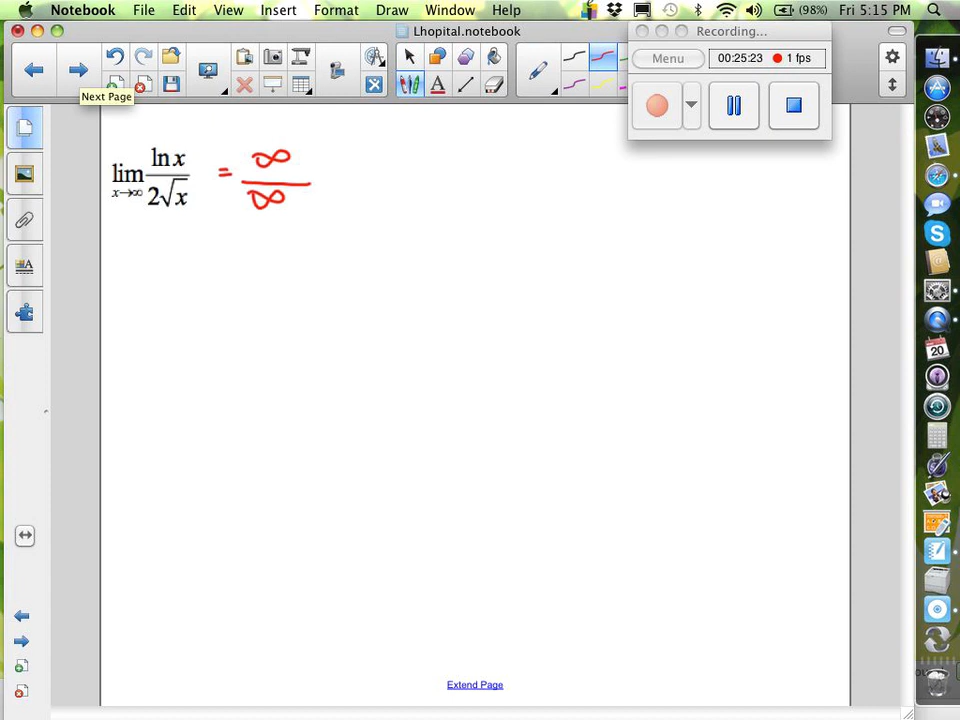 Notebook File Edit View Insert Format Draw Window Help (98%) Fri 5:15 PM
Lhopital.notebook
Recording...
Menu 00:25:23 1 fps
Next Page
lim x→∞ ln x / 2√x = ∞ / ∞
A
S
20
Extend Page